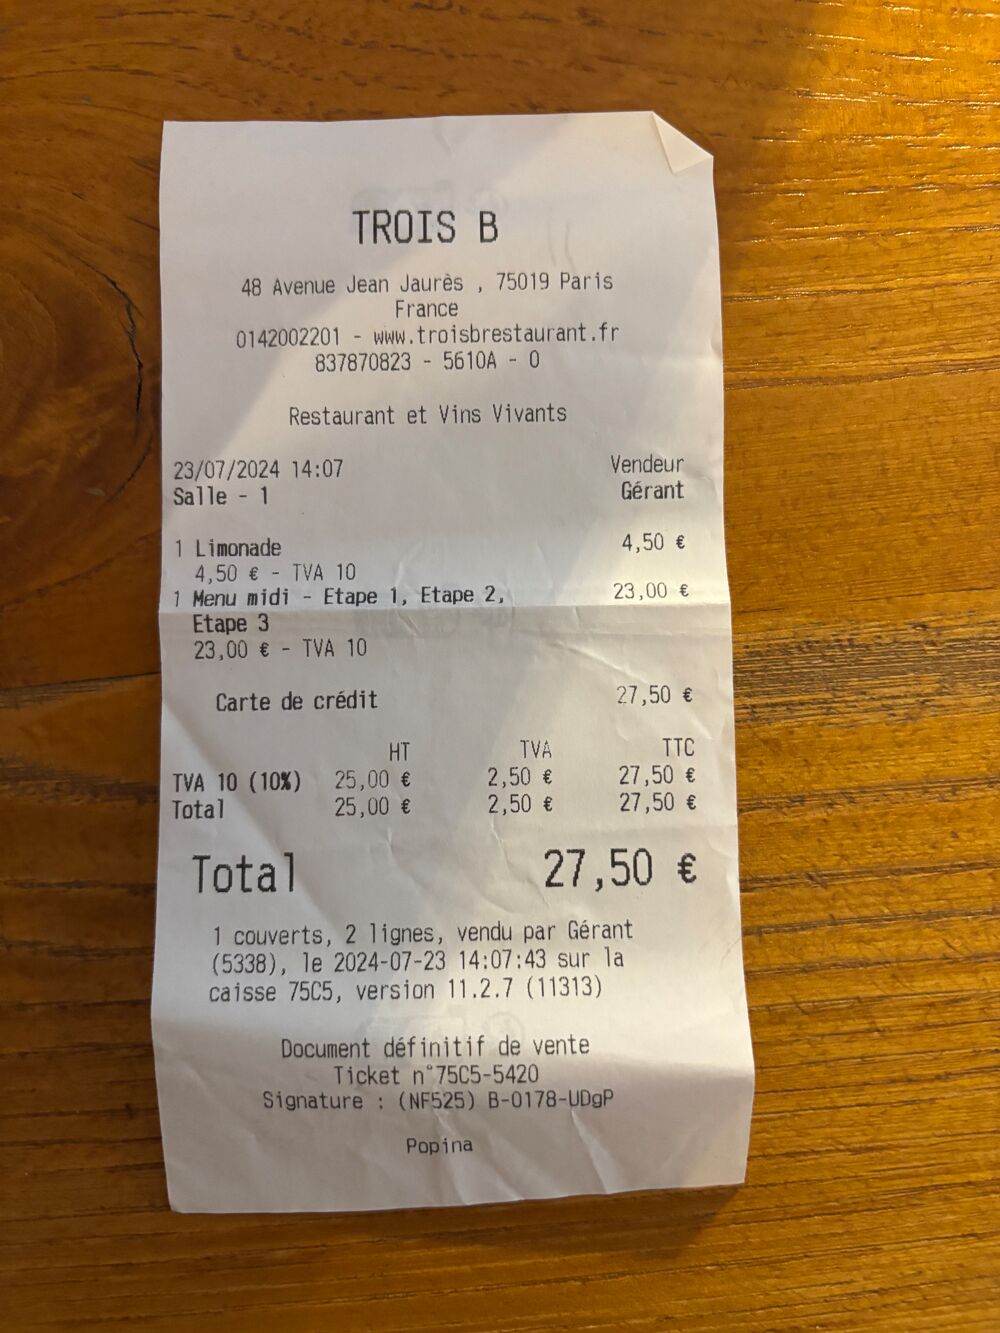 TROIS B
48 Avenue Jean Jaurès , 75019 Paris
France
0142002201 - www.troisbrestaurant.fr
837870823 - 5610A - 0
Restaurant et Vins Vivants
23/07/2024 14:07 Vendeur
Salle - 1 Gérant
1 Limonade 4,50 €
4,50 € - TVA 10
1 Menu midi - Etape 1, Etape 2, 23,00 €
Etape 3
23,00 € - TVA 10
Carte de crédit 27,50 €
HT TVA TTC
TVA 10 (10%) 25,00 € 2,50 € 27,50 €
Total 25,00 € 2,50 € 27,50 €
Total 27,50 €
1 couverts, 2 lignes, vendu par Gérant
(5338), le 2024-07-23 14:07:43 sur la
caisse 75C5, version 11.2.7 (11313)
Document définitif de vente
Ticket n°75C5-5420
Signature : (NF525) B-0178-UDgP
Popina